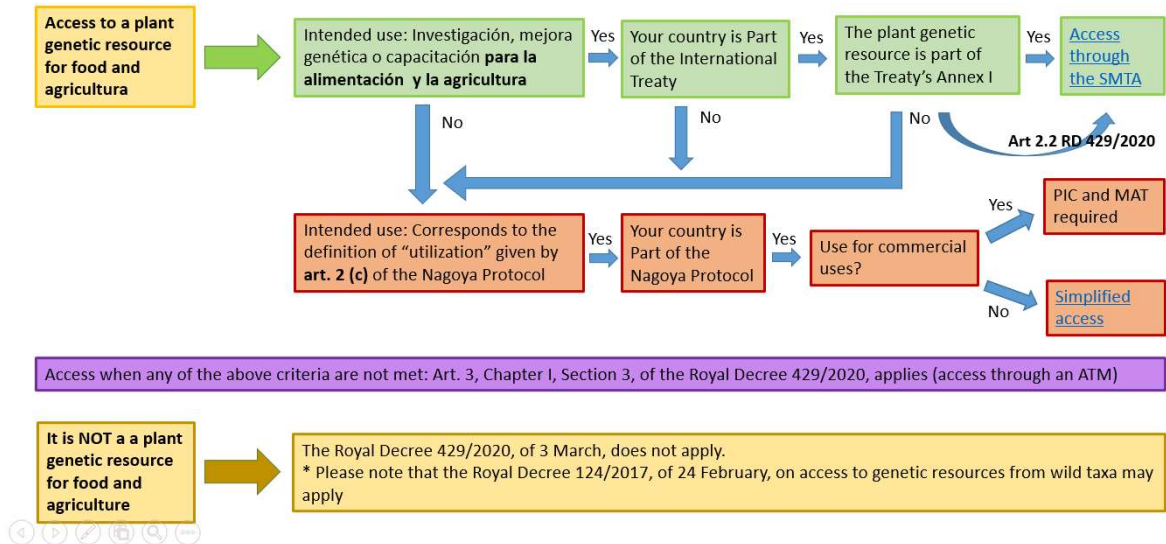 Access to a plant
genetic resource
for food and
agricultura
Intended use: Investigación, mejora
genética o capacitación para la
alimentación y la agricultura
Yes
Your country is Part
of the International
Treaty
Yes
The plant genetic
resource is part of
the Treaty's Annex I
Yes
Access
through
the SMTA
No
No
No
Art 2.2 RD 429/2020
Intended use: Corresponds to the
definition of “utilization” given by
art. 2 (c) of the Nagoya Protocol
Yes
Your country is
Part of the
Nagoya Protocol
Yes
Use for commercial
uses?
Yes
PIC and MAT
required
No
Simplified
access
Access when any of the above criteria are not met: Art. 3, Chapter I, Section 3, of the Royal Decree 429/2020, applies (access through an ATM)
It is NOT a a plant
genetic resource
for food and
agriculture
The Royal Decree 429/2020, of 3 March, does not apply.
* Please note that the Royal Decree 124/2017, of 24 February, on access to genetic resources from wild taxa may
apply